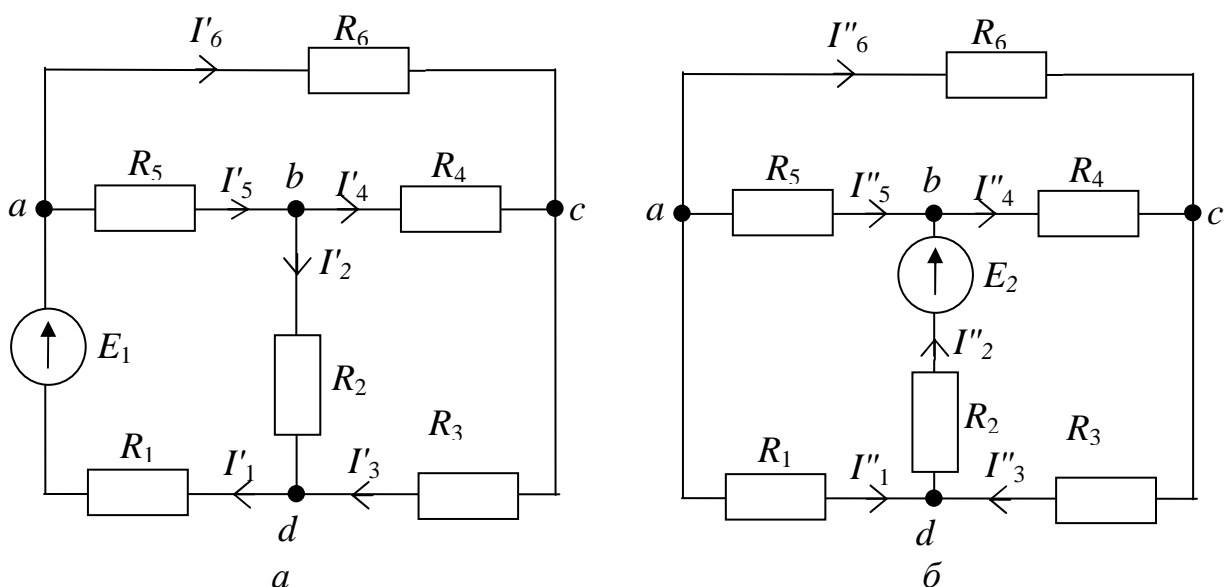 I'6 R6 I''6 R6
R5 I'5 b I'4 R4 R5 I''5 b I''4 R4
a c a c
I'2 E2
E1 I''2
R2 R3 R2 R3
R1 I'1 I'3 R1 I''1 I''3
d d
а б